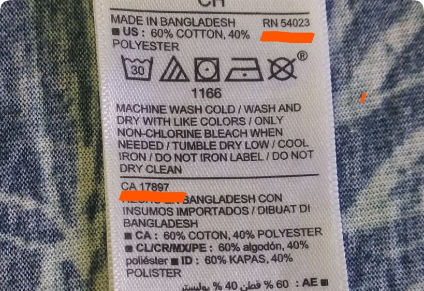 CH
MADE IN BANGLADESH RN 54023
■ US : 60% COTTON, 40%
POLYESTER
30 ®
1166
MACHINE WASH COLD / WASH AND
DRY WITH LIKE COLORS / ONLY
NON-CHLORINE BLEACH WHEN
NEEDED / TUMBLE DRY LOW / COOL
IRON / DO NOT IRON LABEL / DO NOT
DRY CLEAN
CA 17897
BANGLADESH CON
INSUMOS IMPORTADOS / DIBUAT DI
BANGLADESH
■ CA : 60% COTON, 40% POLYESTER
■ CL/CR/MX/PE : 60% algodón, 40%
poliéster ■ ID : 60% KAPAS, 40%
POLISTER
■ AE : 60 % قطن 40 % بوليستر